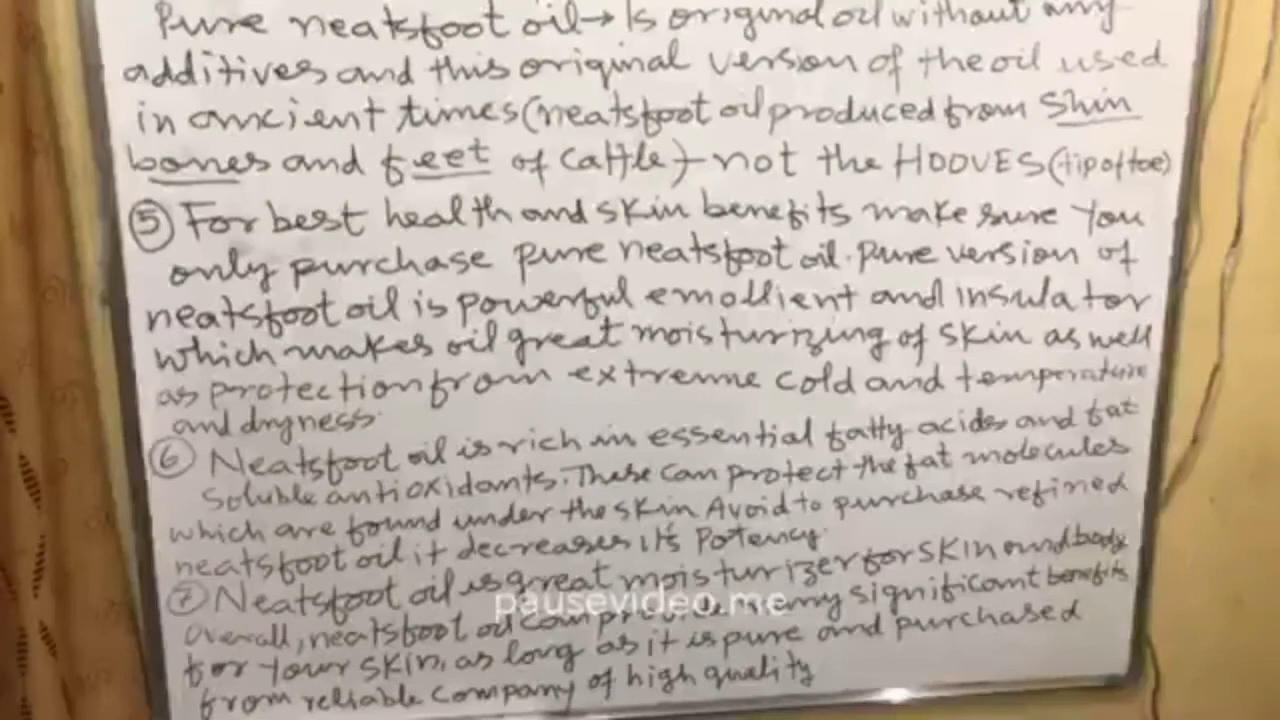 Pure neatsfoot oil→ Is original oil without any
additives and this original version of the oil used
in ancient times (neatsfoot oil produced from shin
bones and feet of cattle) - not the HOOVES (tip of toe)
⑤ For best health and skin benefits make sure you
only purchase pure neatsfoot oil. Pure version of
neatsfoot oil is powerful emollient and insulator
which makes oil great moisturizing of skin as well
as protection from extreme cold and temperature
and dryness.
⑥ Neatsfoot oil is rich in essential fatty acids and fat
soluble antioxidants. These can protect the fat molecules
which are found under the skin Avoid to purchase refined
neatsfoot oil it decreases it's Potency.
⑦ Neatsfoot oil is great moisturizer for skin and body
overall, neatsfoot oil can provide many significant benefits
for your skin, as long as it is pure and purchased
from reliable company of high quality
pausevideo.me